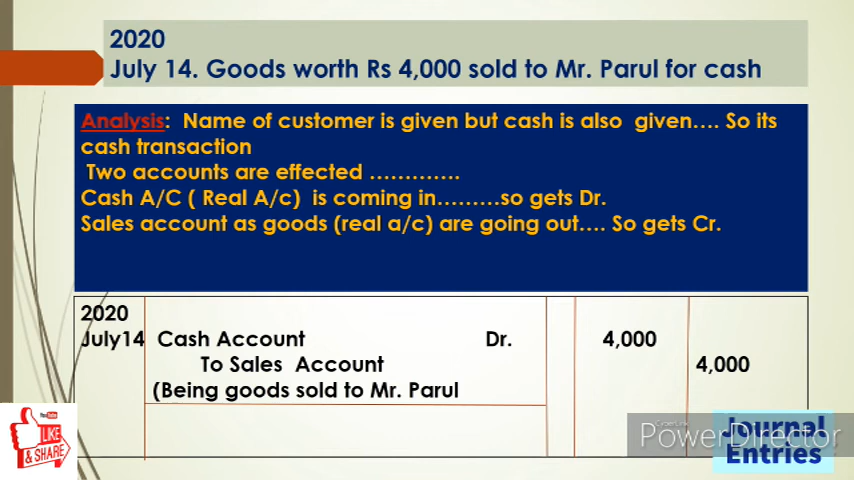 2020
July 14. Goods worth Rs 4,000 sold to Mr. Parul for cash
Analysis: Name of customer is given but cash is also given.... So its
cash transaction
Two accounts are effected .............
Cash A/C ( Real A/c) is coming in.........so gets Dr.
Sales account as goods (real a/c) are going out.... So gets Cr.
2020
July14 Cash Account Dr. 4,000
To Sales Account 4,000
(Being goods sold to Mr. Parul
YouTube
LIKE
& SHARE
CyberLink
PowerDirector
Journal
Entries